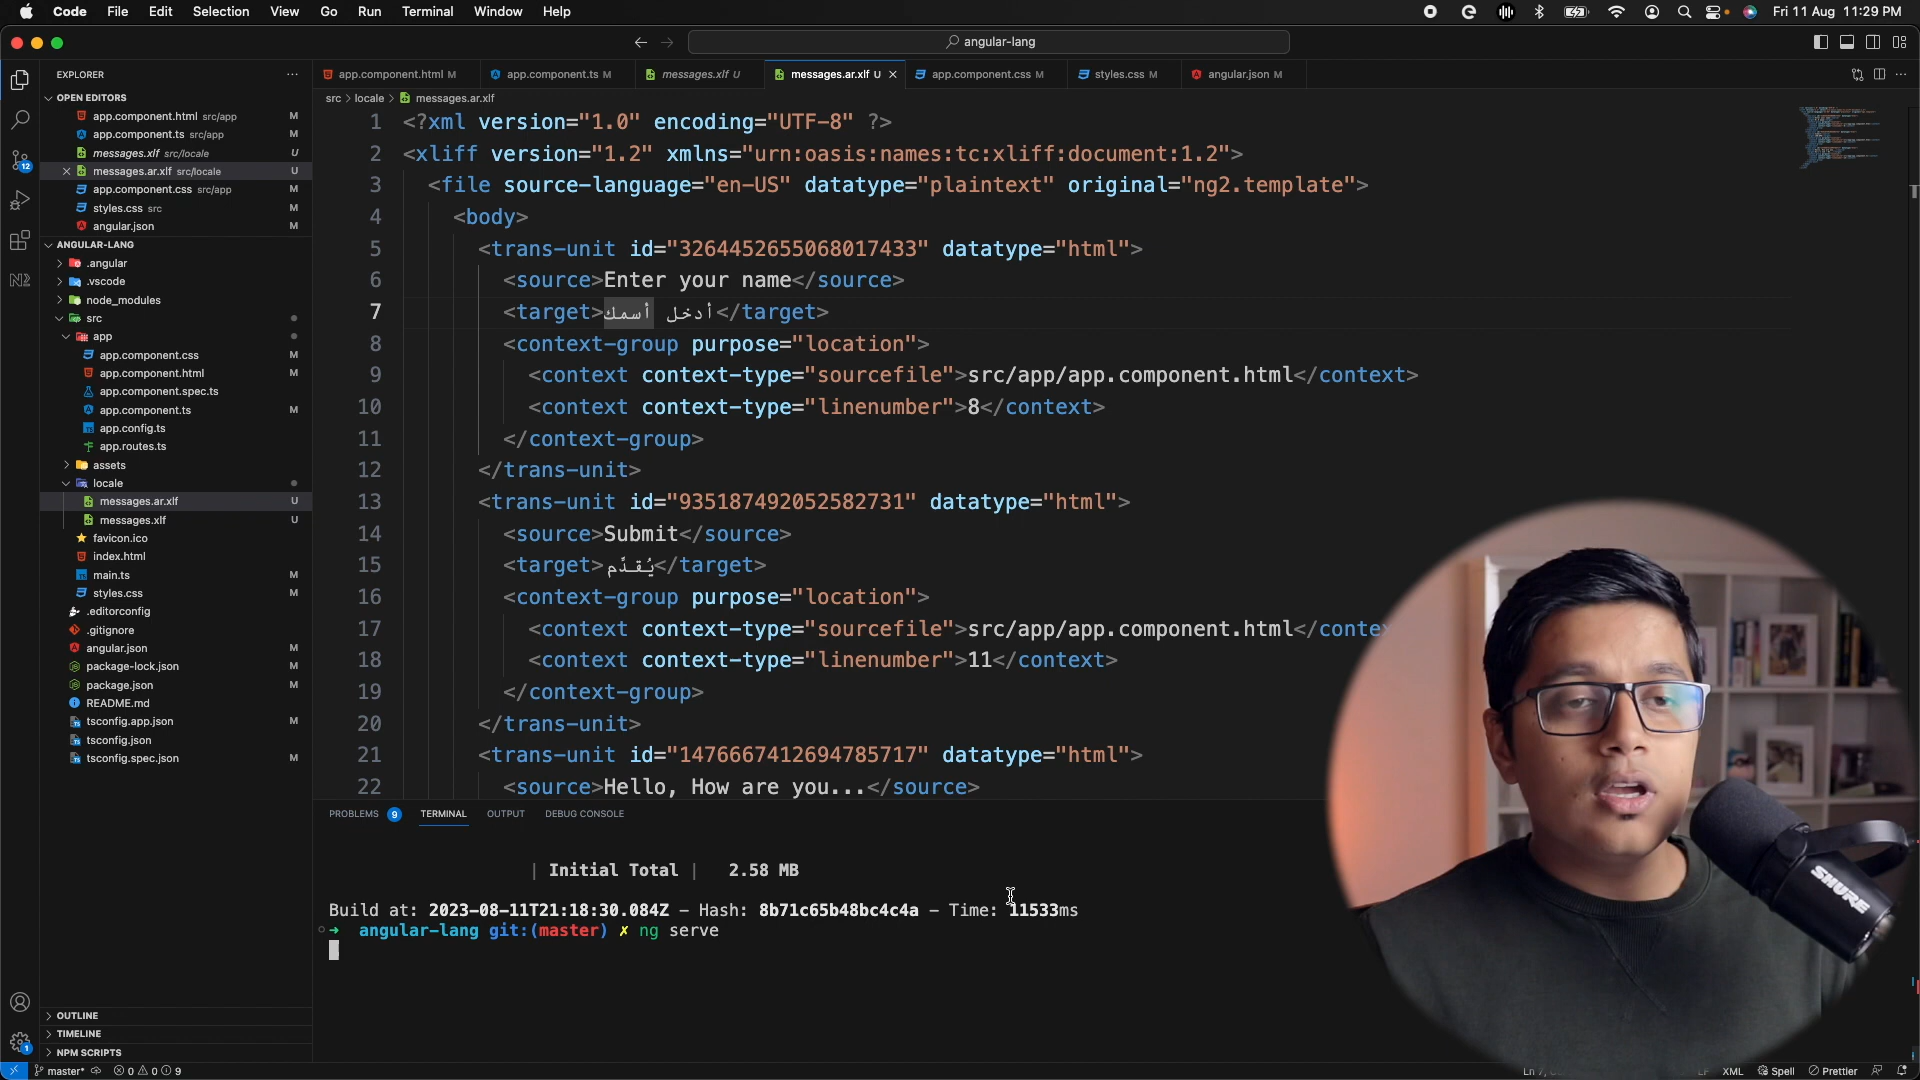 Code File Edit Selection View Go Run Terminal Window Help
Fri 11 Aug 11:29 PM
angular-lang
EXPLORER
OPEN EDITORS
app.component.html src/app M
app.component.ts src/app M
messages.xlf src/locale U
messages.ar.xlf src/locale U
app.component.css src/app M
styles.css src M
angular.json M
ANGULAR-LANG
.angular
.vscode
node_modules
src
app
app.component.css M
app.component.html M
app.component.spec.ts
app.component.ts M
app.config.ts
app.routes.ts
assets
locale
messages.ar.xlf U
messages.xlf U
favicon.ico
index.html
main.ts M
styles.css M
.editorconfig
.gitignore
angular.json M
package-lock.json M
package.json M
README.md
tsconfig.app.json M
tsconfig.json
tsconfig.spec.json M
OUTLINE
TIMELINE
NPM SCRIPTS
12
1
app.component.html M app.component.ts M messages.xlf U messages.ar.xlf U app.component.css M styles.css M angular.json M
src > locale > messages.ar.xlf
1 <?xml version="1.0" encoding="UTF-8" ?>
2 <xliff version="1.2" xmlns="urn:oasis:names:tc:xliff:document:1.2">
3 <file source-language="en-US" datatype="plaintext" original="ng2.template">
4 <body>
5 <trans-unit id="3264452655068017433" datatype="html">
6 <source>Enter your name</source>
7 <target>أدخل أسمك</target>
8 <context-group purpose="location">
9 <context context-type="sourcefile">src/app/app.component.html</context>
10 <context context-type="linenumber">8</context>
11 </context-group>
12 </trans-unit>
13 <trans-unit id="935187492052582731" datatype="html">
14 <source>Submit</source>
15 <target>يُقدِّم</target>
16 <context-group purpose="location">
17 <context context-type="sourcefile">src/app/app.component.html</conte
18 <context context-type="linenumber">11</context>
19 </context-group>
20 </trans-unit>
21 <trans-unit id="1476667412694785717" datatype="html">
22 <source>Hello, How are you...</source>
PROBLEMS 9 TERMINAL OUTPUT DEBUG CONSOLE
| Initial Total | 2.58 MB
Build at: 2023-08-11T21:18:30.084Z - Hash: 8b71c65b48bc4c4a - Time: 11533ms
➜ angular-lang git:(master) ✗ ng serve
SHURE
master* 0 0 9
XML Spell Prettier